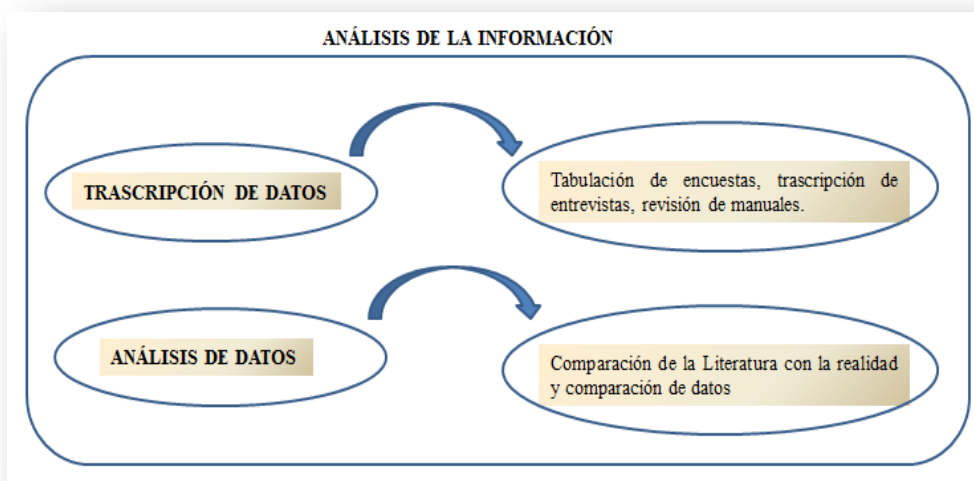 ANÁLISIS DE LA INFORMACIÓN
TRASCRIPCIÓN DE DATOS
Tabulación de encuestas, trascripción de
entrevistas, revisión de manuales.
ANÁLISIS DE DATOS
Comparación de la Literatura con la realidad
y comparación de datos